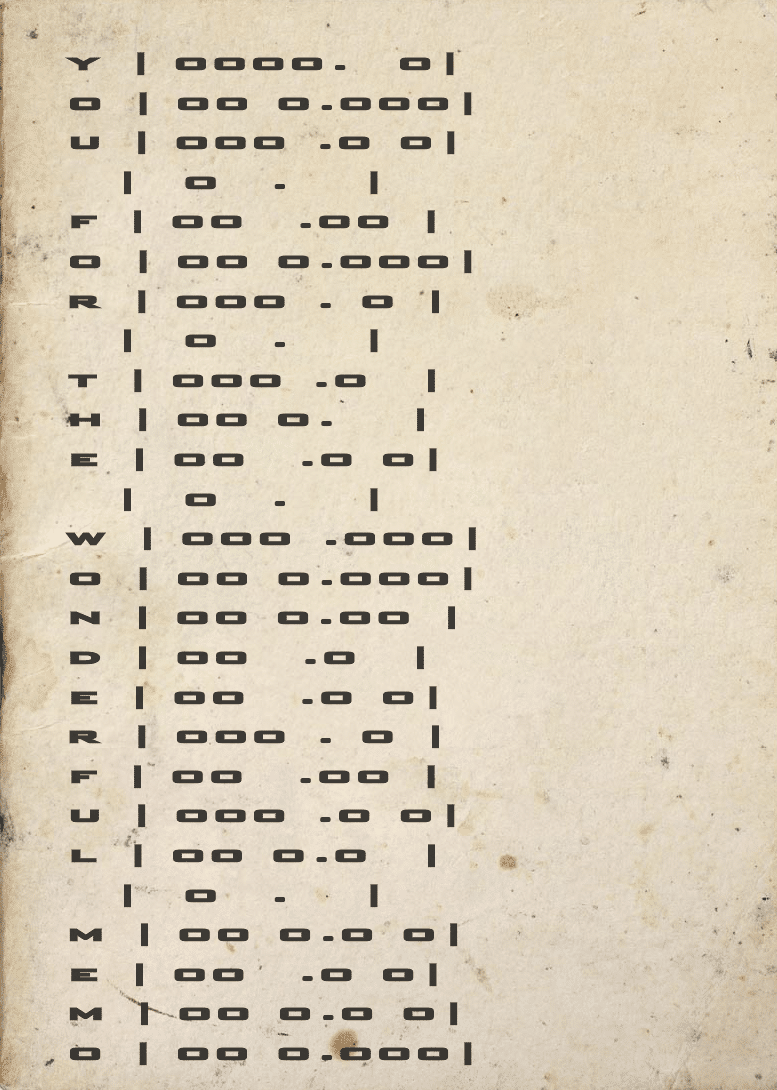 Y | OOOO.  O|
O | OO O.OOO|
U | OOO .O O|
  |  O  .   |
F | OO  .OO |
O | OO O.OOO|
R | OOO . O |
  |  O  .   |
T | OOO .O  |
H | OO O.   |
E | OO  .O O|
  |  O  .   |
W | OOO .OOO|
O | OO O.OOO|
N | OO O.OO |
D | OO  .O  |
E | OO  .O O|
R | OOO . O |
F | OO  .OO |
U | OOO .O O|
L | OO O.O  |
  |  O  .   |
M | OO O.O O|
E | OO  .O O|
M | OO O.O O|
O | OO O.OOO|